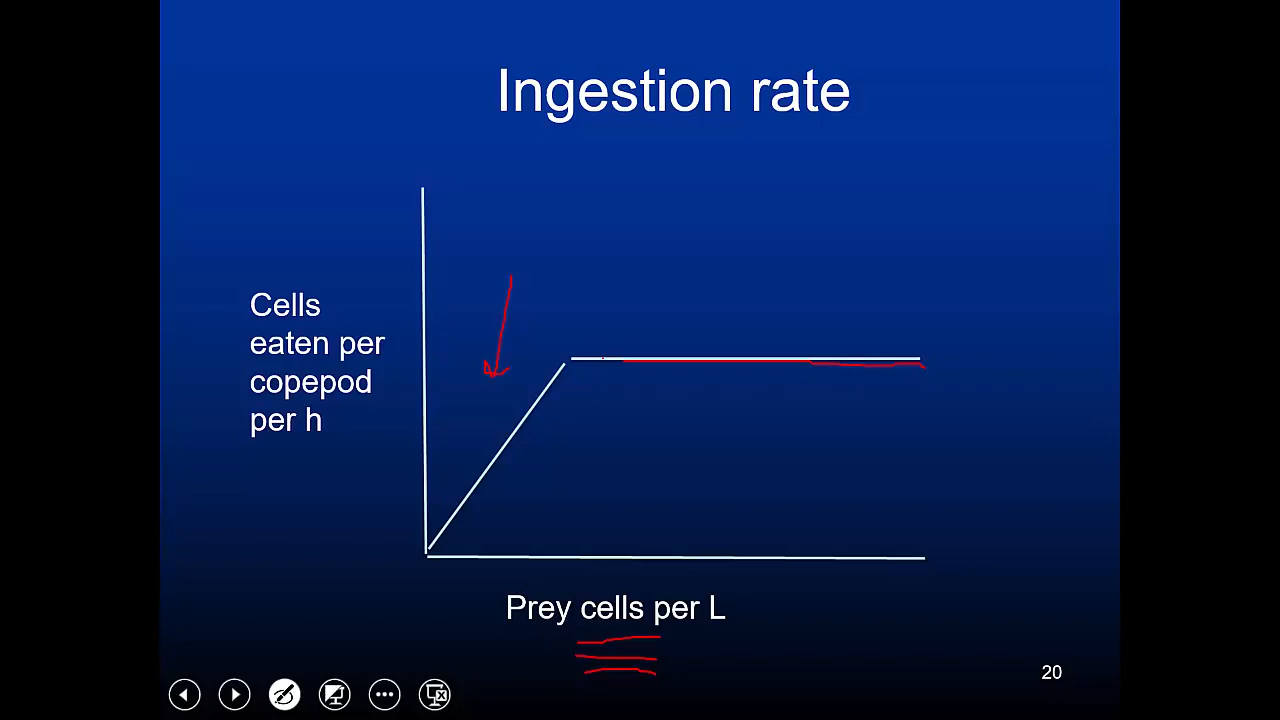 Ingestion rate
Cells
eaten per
copepod
per h
Prey cells per L
20